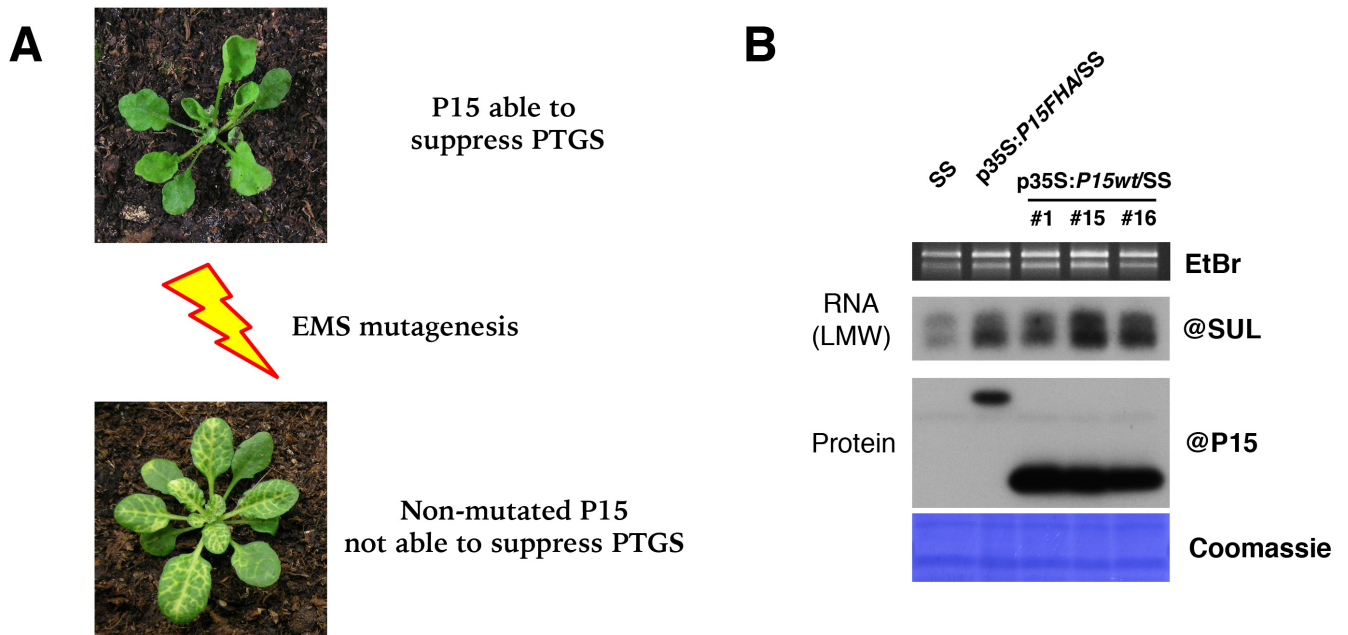 A
P15 able to
suppress PTGS
EMS mutagenesis
Non-mutated P15
not able to suppress PTGS
B
SS
p35S:P15FHA/SS
p35S:P15wt/SS
#1 #15 #16
EtBr
RNA
(LMW)
@SUL
Protein
@P15
Coomassie